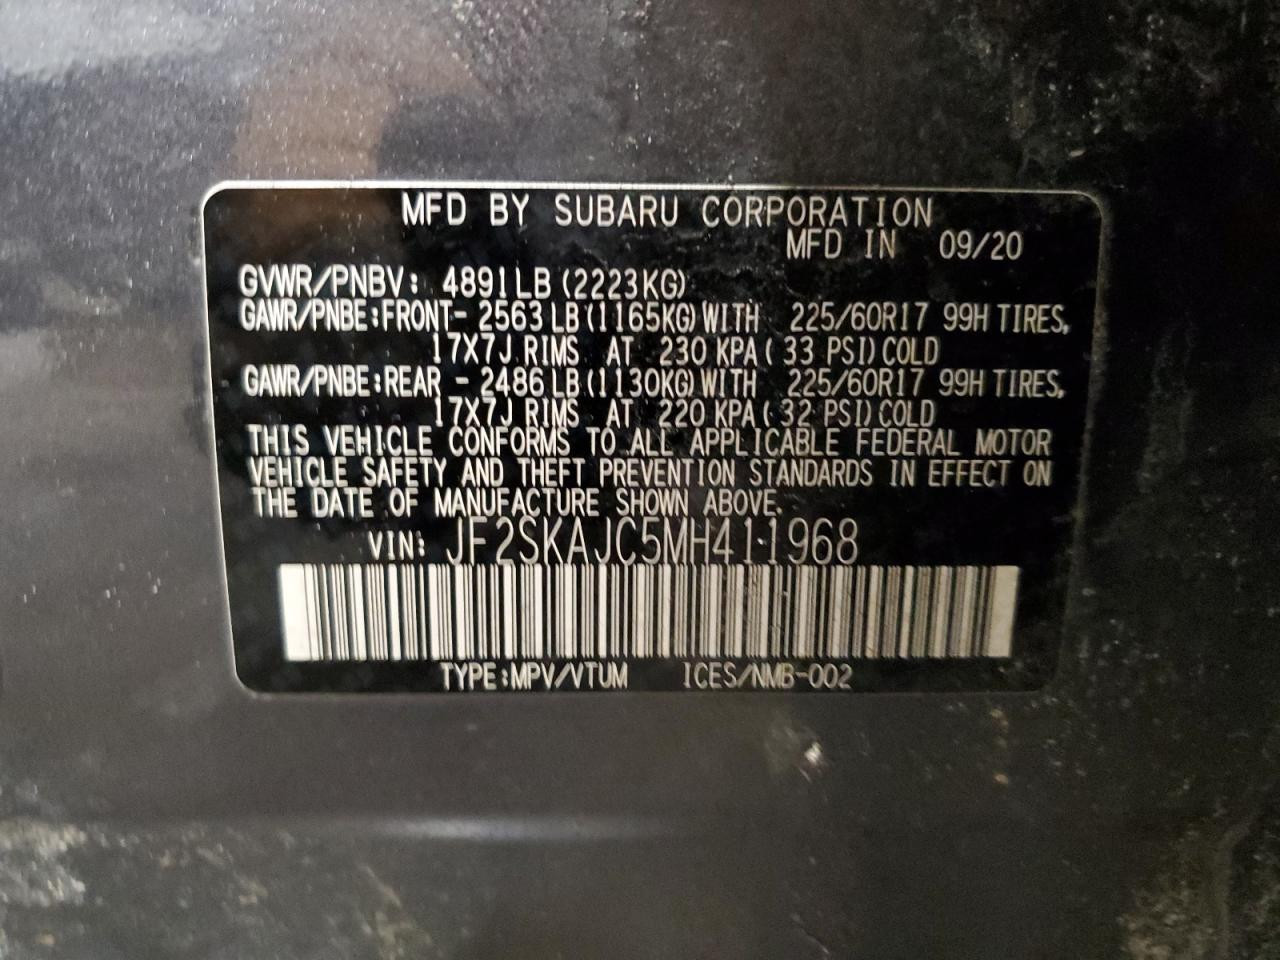 MFD BY SUBARU CORPORATION
MFD IN 09/20
GVWR/PNBV: 4891LB (2223KG)
GAWR/PNBE:FRONT- 2563LB(1165KG)WITH 225/60R17 99H TIRES,
17X7J RIMS AT 230 KPA( 33 PSI) COLD
GAWR/PNBE:REAR - 2486LB(1130KG)WITH 225/60R17 99H TIRES,
17X7J RIMS AT 220 KPA( 32 PSI) COLD
THIS VEHICLE CONFORMS TO ALL APPLICABLE FEDERAL MOTOR
VEHICLE SAFETY AND THEFT PREVENTION STANDARDS IN EFFECT ON
THE DATE OF MANUFACTURE SHOWN ABOVE.
VIN: JF2SKAJC5MH411968
TYPE:MPV/VTUM ICES/NMB-002